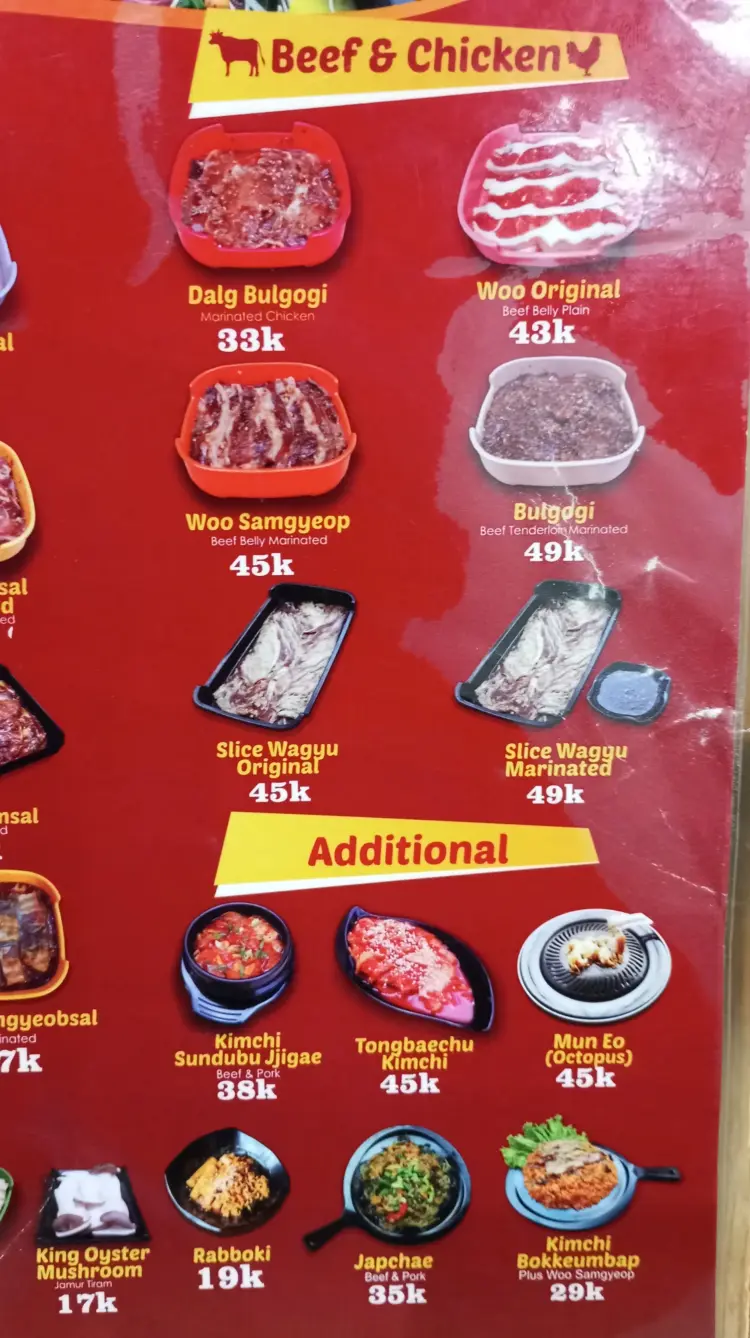 Beef & Chicken
Dalg Bulgogi
Marinated Chicken
33k
Woo Original
Beef Belly Plain
43k
Woo Samgyeop
Beef Belly Marinated
45k
Bulgogi
Beef Tenderloin Marinated
49k
Slice Wagyu
Original
45k
Slice Wagyu
Marinated
49k
Additional
Kimchi
Sundubu Jjigae
Beef & Pork
38k
Tongbaechu
Kimchi
45k
Mun Eo
(Octopus)
45k
King Oyster
Mushroom
Jamur Tiram
17k
Rabboki
19k
Japchae
Beef & Pork
35k
Kimchi
Bokkeumbap
Plus Woo Samgyeop
29k